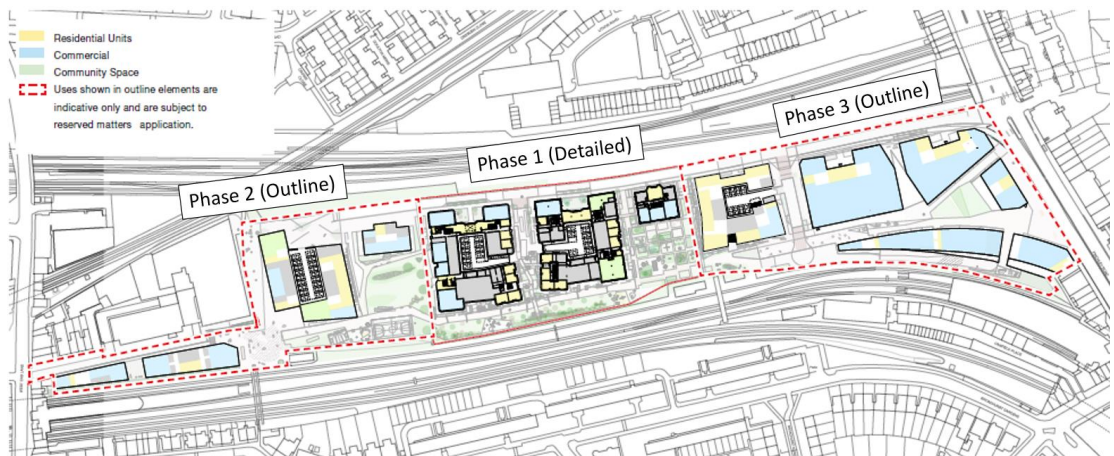 Residential Units
Commercial
Community Space
Uses shown in outline elements are
indicative only and are subject to
reserved matters application.
Phase 3 (Outline)
Phase 1 (Detailed)
Phase 2 (Outline)